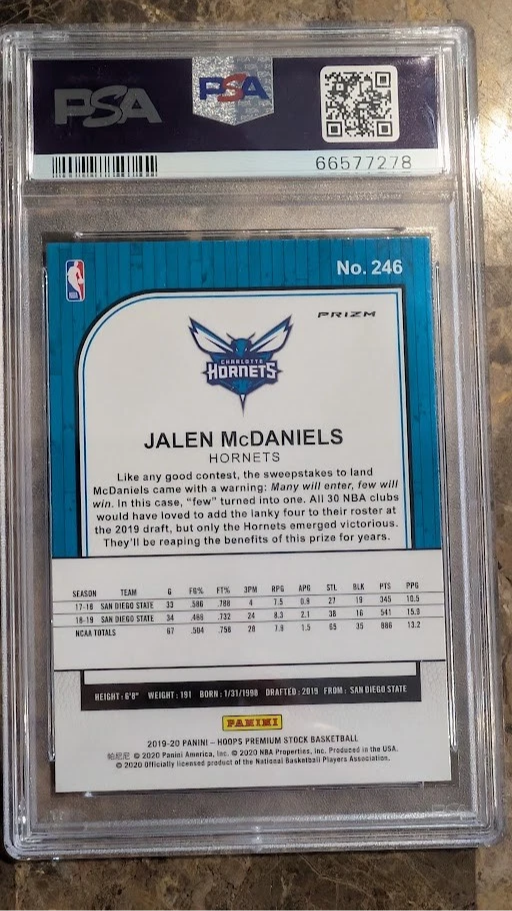 PSA
PSA
66577278
No. 246
PRIZM
CHARLOTTE
HORNETS
JALEN McDANIELS
HORNETS
Like any good contest, the sweepstakes to land
McDaniels came with a warning: Many will enter, few will
win. In this case, "few" turned into one. All 30 NBA clubs
would have loved to add the lanky four to their roster at
the 2019 draft, but only the Hornets emerged victorious.
They'll be reaping the benefits of this prize for years.
SEASON TEAM G FG% FT% 3PM RPG APG STL BLK PTS PPG
17-18 SAN DIEGO STATE 33 .586 .788 4 7.5 0.9 27 19 345 10.5
18-19 SAN DIEGO STATE 34 .732 24 8.3 2.1 38 16 541 15.9
NCAA TOTALS 67 .504 .756 28 7.9 1.5 65 35 886 13.2
HEIGHT: 6'8" WEIGHT: 191 BORN: 1/31/1998 DRAFTED: 2019 FROM: SAN DIEGO STATE
PANINI
2019-20 PANINI – HOOPS PREMIUM STOCK BASKETBALL
帕尼尼 © 2020 Panini America, Inc. © 2020 NBA Properties, Inc. Produced in the USA.
© 2020 Officially licensed product of the National Basketball Players Association.